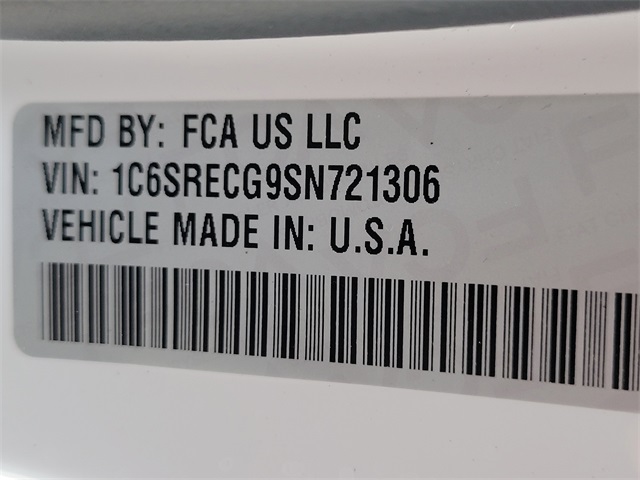 MFD BY: FCA US LLC
VIN: 1C6SRECG9SN721306
VEHICLE MADE IN: U.S.A.